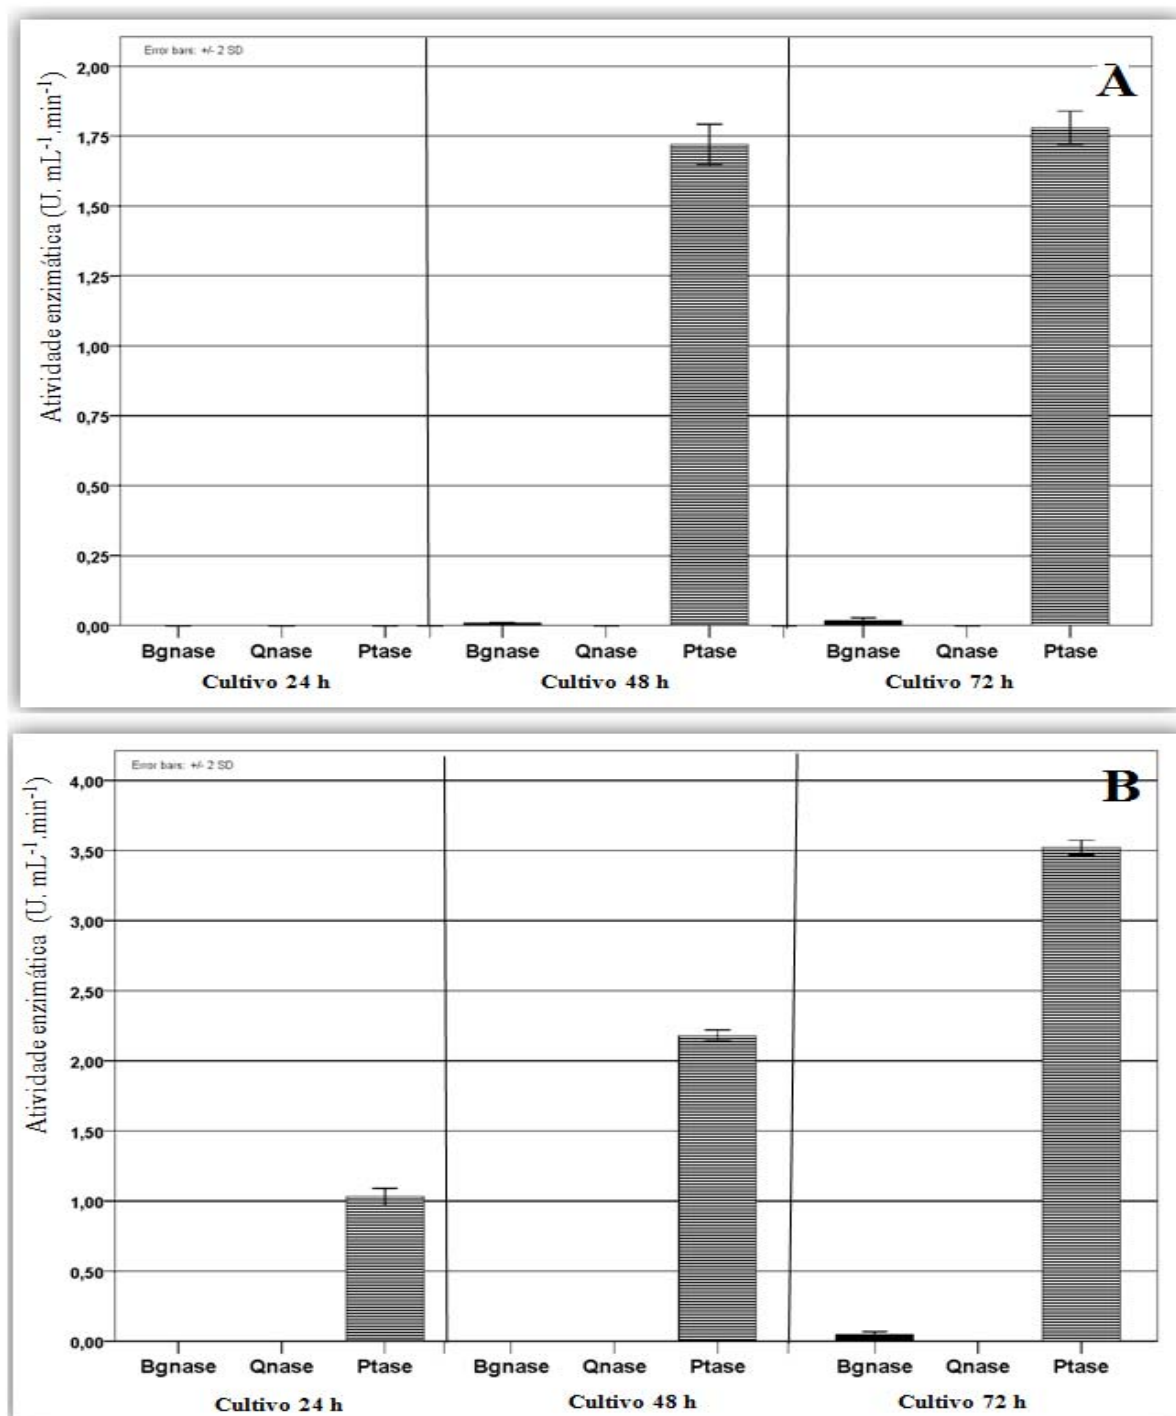 Error bars: +/- 2 SD
A
Atividade enzimática (U. mL⁻¹.min⁻¹)
2,00
1,75
1,50
1,25
1,00
0,75
0,50
0,25
0,00
Bgnase Qnase Ptase Bgnase Qnase Ptase Bgnase Qnase Ptase
Cultivo 24 h Cultivo 48 h Cultivo 72 h
Error bars: +/- 2 SD
B
Atividade enzimática (U. mL⁻¹.min⁻¹)
4,00
3,50
3,00
2,50
2,00
1,50
1,00
0,50
0,00
Bgnase Qnase Ptase Bgnase Qnase Ptase Bgnase Qnase Ptase
Cultivo 24 h Cultivo 48 h Cultivo 72 h